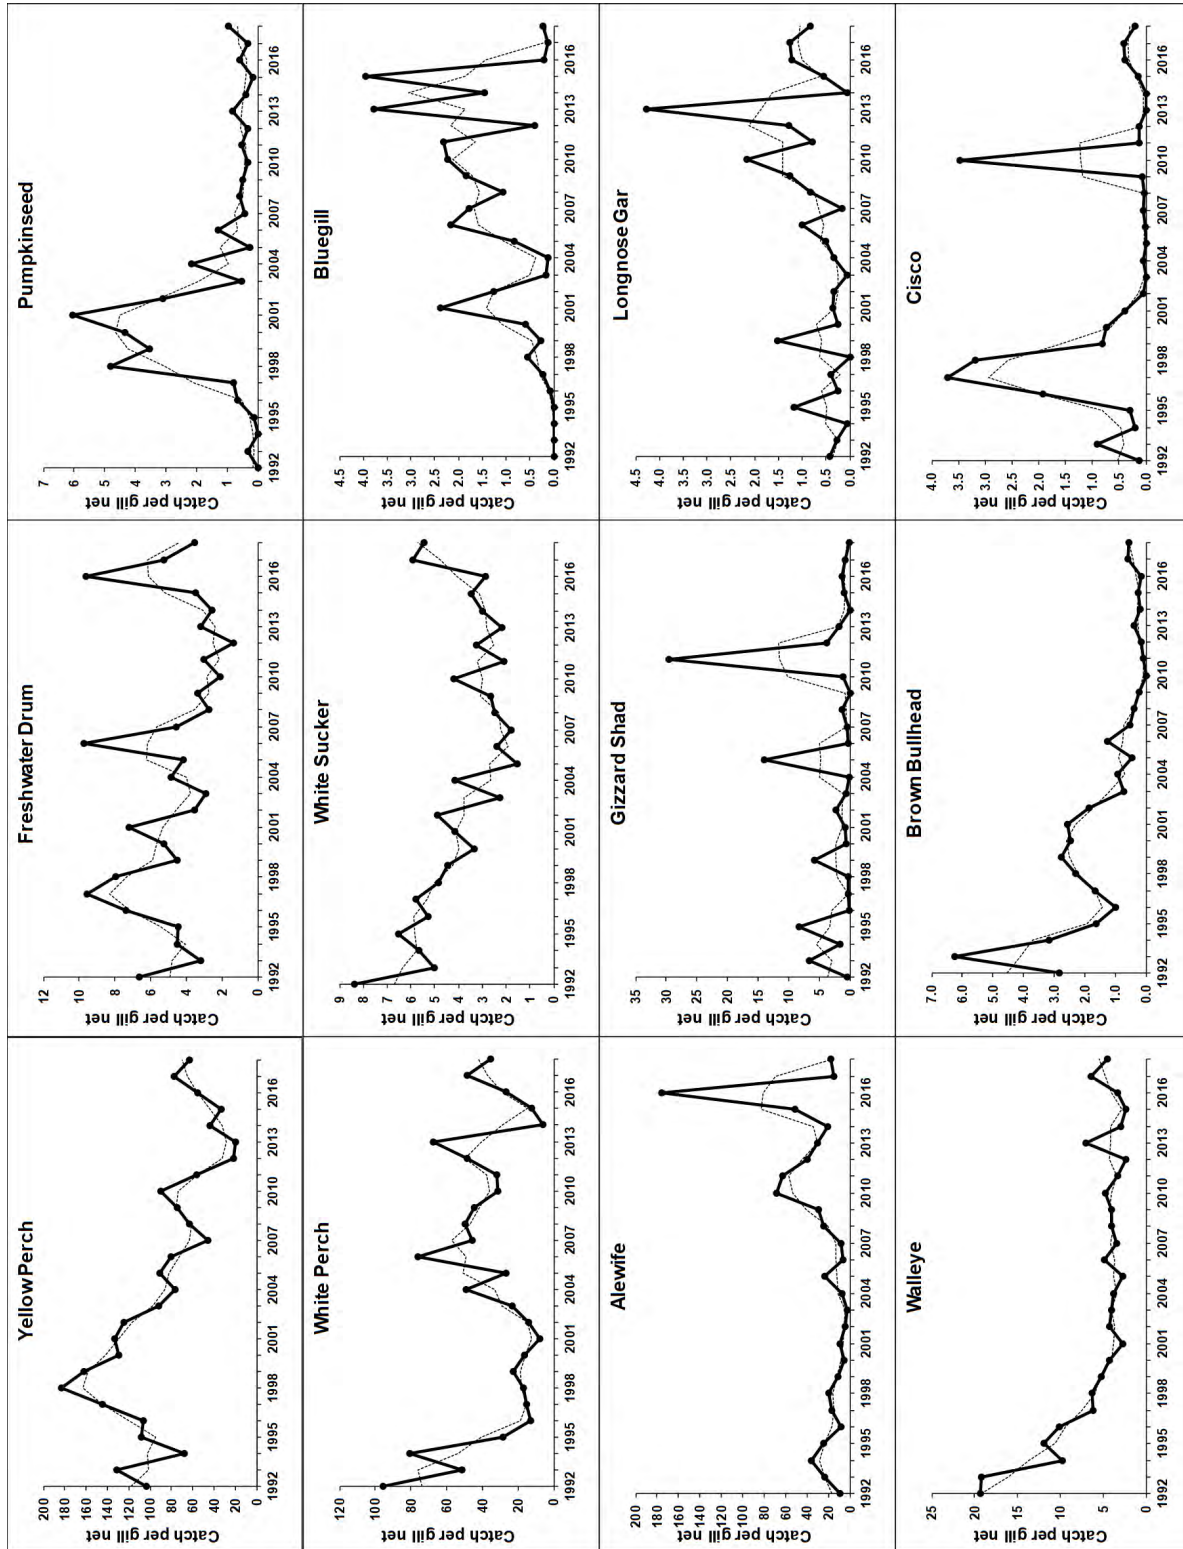 Yellow Perch
Catch per gill net
200
180
160
140
120
100
80
60
40
20
0
1992 1995 1998 2001 2004 2007 2010 2013 2016
Freshwater Drum
Catch per gill net
12
10
8
6
4
2
0
1992 1995 1998 2001 2004 2007 2010 2013 2016
Pumpkinseed
Catch per gill net
7
6
5
4
3
2
1
0
1992 1995 1998 2001 2004 2007 2010 2013 2016
White Perch
Catch per gill net
120
100
80
60
40
20
0
1992 1995 1998 2001 2004 2007 2010 2013 2016
White Sucker
Catch per gill net
9
8
7
6
5
4
3
2
1
0
1992 1995 1998 2001 2004 2007 2010 2013 2016
Bluegill
Catch per gill net
4.5
4.0
3.5
3.0
2.5
2.0
1.5
1.0
0.5
0.0
1992 1995 1998 2001 2004 2007 2010 2013 2016
Alewife
Catch per gill net
200
180
160
140
120
100
80
60
40
20
0
1992 1995 1998 2001 2004 2007 2010 2013 2016
Gizzard Shad
Catch per gill net
35
30
25
20
15
10
5
0
1992 1995 1998 2001 2004 2007 2010 2013 2016
Longnose Gar
Catch per gill net
4.5
4.0
3.5
3.0
2.5
2.0
1.5
1.0
0.5
0.0
1992 1995 1998 2001 2004 2007 2010 2013 2016
Walleye
Catch per gill net
25
20
15
10
5
0
1992 1995 1998 2001 2004 2007 2010 2013 2016
Brown Bullhead
Catch per gill net
7.0
6.0
5.0
4.0
3.0
2.0
1.0
0.0
1992 1995 1998 2001 2004 2007 2010 2013 2016
Cisco
Catch per gill net
4.0
3.5
3.0
2.5
2.0
1.5
1.0
0.5
0.0
1992 1995 1998 2001 2004 2007 2010 2013 2016